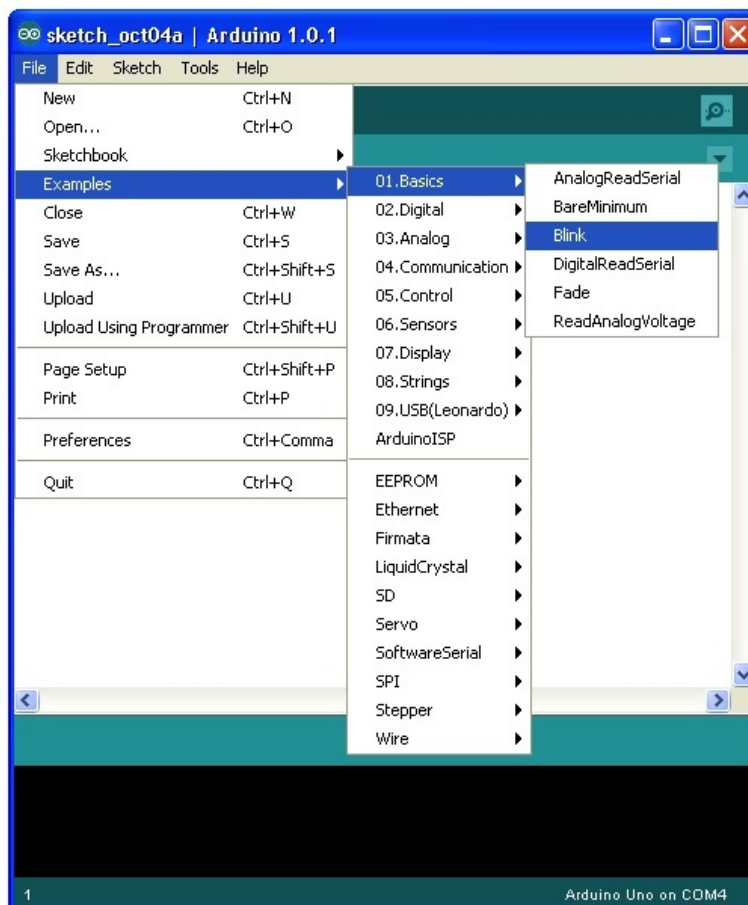 sketch_oct04a | Arduino 1.0.1
File Edit Sketch Tools Help
New Ctrl+N
Open... Ctrl+O
Sketchbook
Examples
Close Ctrl+W
Save Ctrl+S
Save As... Ctrl+Shift+S
Upload Ctrl+U
Upload Using Programmer Ctrl+Shift+U
Page Setup Ctrl+Shift+P
Print Ctrl+P
Preferences Ctrl+Comma
Quit Ctrl+Q
01.Basics
02.Digital
03.Analog
04.Communication
05.Control
06.Sensors
07.Display
08.Strings
09.USB(Leonardo)
ArduinoISP
EEPROM
Ethernet
Firmata
LiquidCrystal
SD
Servo
SoftwareSerial
SPI
Stepper
Wire
AnalogReadSerial
BareMinimum
Blink
DigitalReadSerial
Fade
ReadAnalogVoltage
1 Arduino Uno on COM4